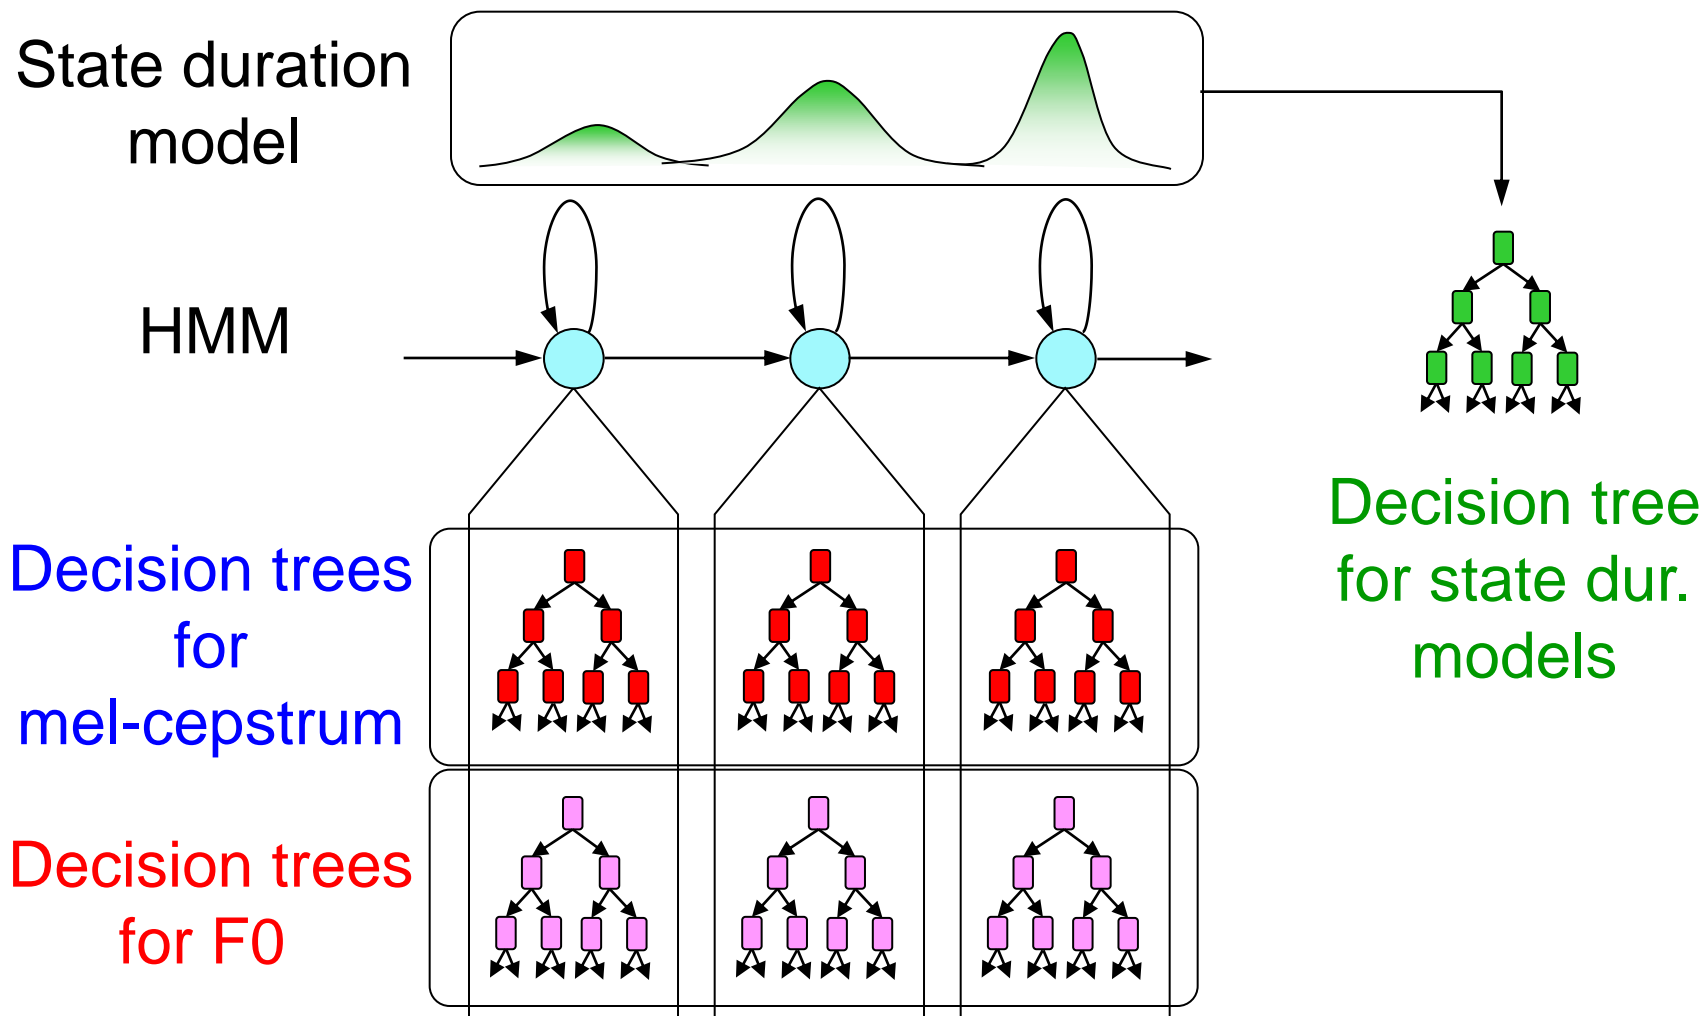 State duration
model
HMM
Decision trees
for
mel-cepstrum
Decision trees
for F0
Decision tree
for state dur.
models